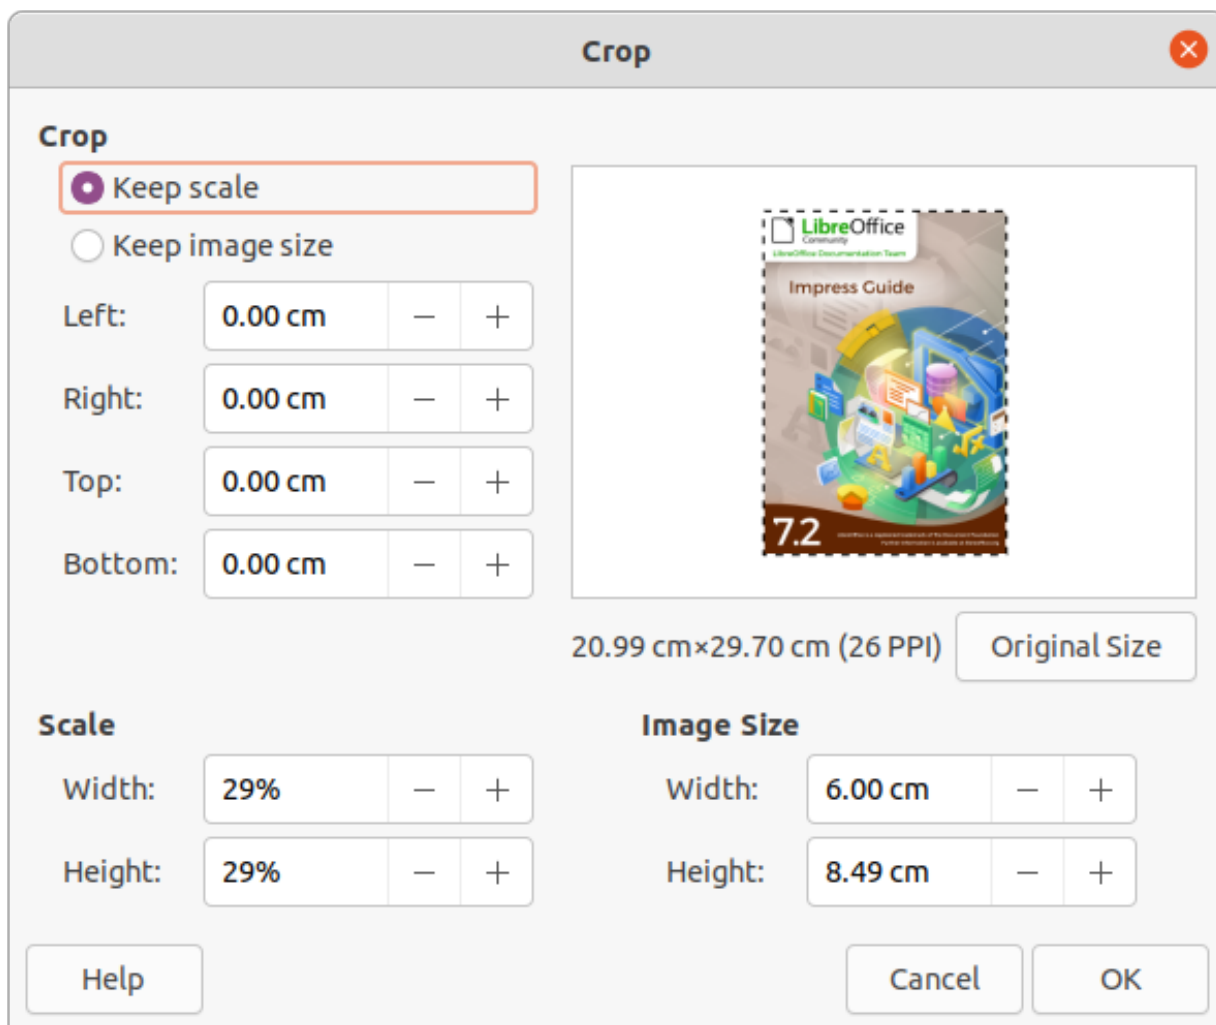 Crop
Crop
Keep scale
Keep image size
Left:
0.00 cm
Right:
0.00 cm
Top:
0.00 cm
Bottom:
0.00 cm
LibreOffice
Community
LibreOffice Documentation Team
Impress Guide
7.2
20.99 cm×29.70 cm (26 PPI)
Original Size
Scale
Width:
29%
Height:
29%
Image Size
Width:
6.00 cm
Height:
8.49 cm
Help
Cancel
OK